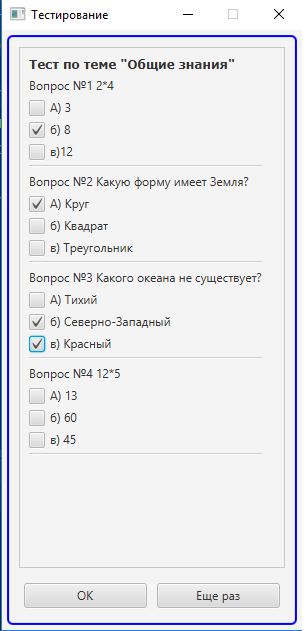 Тестирование
Тест по теме "Общие знания"
Вопрос №1 2*4
А) 3
б) 8
в)12
Вопрос №2 Какую форму имеет Земля?
А) Круг
б) Квадрат
в) Треугольник
Вопрос №3 Какого океана не существует?
А) Тихий
б) Северно-Западный
в) Красный
Вопрос №4 12*5
А) 13
б) 60
в) 45
OK
Еще раз